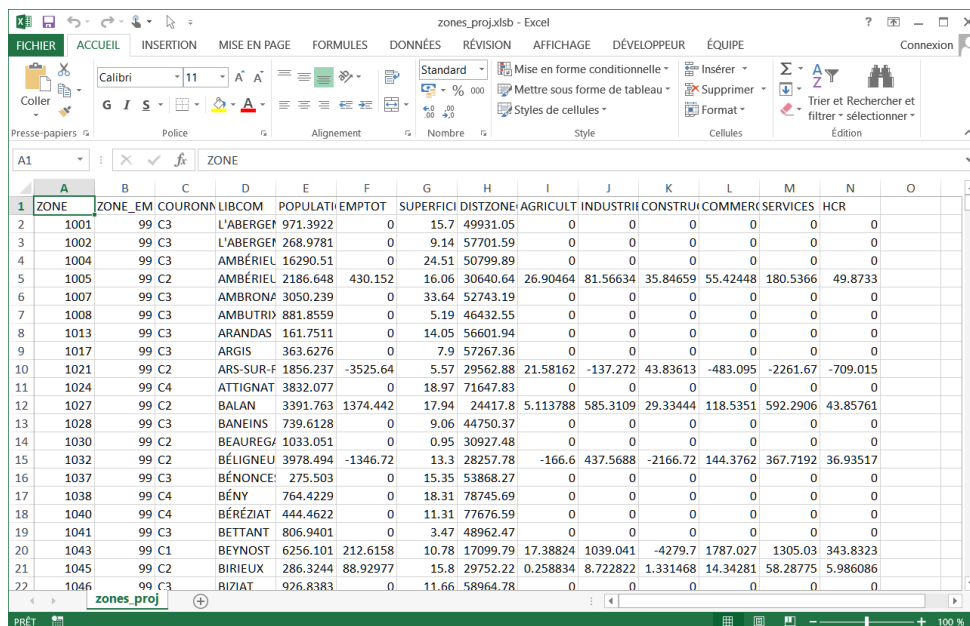 zones_proj.xlsb - Excel
FICHIER ACCUEIL INSERTION MISE EN PAGE FORMULES DONNÉES RÉVISION AFFICHAGE DÉVELOPPEUR ÉQUIPE Connexion
Coller
Calibri 11
G I S
Standard
% 000
Mise en forme conditionnelle
Mettre sous forme de tableau
Styles de cellules
Insérer
Supprimer
Format
Trier et filtrer
Rechercher et sélectionner
Presse-papiers Police Alignement Nombre Style Cellules Édition
A1 fx ZONE
A B C D E F G H I J K L M N O
1 ZONE ZONE_EM COURONN LIBCOM POPULATI EMPTOT SUPERFICI DISTZONE AGRICULT INDUSTRIE CONSTRU COMMERC SERVICES HCR
2 1001 99 C3 L'ABERGEM 971.3922 0 15.7 49931.05 0 0 0 0 0 0
3 1002 99 C3 L'ABERGEM 268.9781 0 9.14 57701.59 0 0 0 0 0 0
4 1004 99 C3 AMBÉRIEU 16290.51 0 24.51 50799.89 0 0 0 0 0 0
5 1005 99 C2 AMBÉRIEU 2186.648 430.152 16.06 30640.64 26.90464 81.56634 35.84659 55.42448 180.5366 49.8733
6 1007 99 C3 AMBRONA 3050.239 0 33.64 52743.19 0 0 0 0 0 0
7 1008 99 C3 AMBUTRIX 881.8559 0 5.19 46432.55 0 0 0 0 0 0
8 1013 99 C3 ARANDAS 161.7511 0 14.05 56601.94 0 0 0 0 0 0
9 1017 99 C3 ARGIS 363.6276 0 7.9 57267.36 0 0 0 0 0 0
10 1021 99 C2 ARS-SUR-F 1856.237 -3525.64 5.57 29562.88 21.58162 -137.272 43.83613 -483.095 -2261.67 -709.015
11 1024 99 C4 ATTIGNAT 3832.077 0 18.97 71647.83 0 0 0 0 0 0
12 1027 99 C2 BALAN 3391.763 1374.442 17.94 24417.8 5.113788 585.3109 29.33444 118.5351 592.2906 43.85761
13 1028 99 C3 BANEINS 739.6128 0 9.06 44750.37 0 0 0 0 0 0
14 1030 99 C2 BEAUREGA 1033.051 0 0.95 30927.48 0 0 0 0 0 0
15 1032 99 C2 BÉLIGNEU 3978.494 -1346.72 13.3 28257.78 -166.6 437.5688 -2166.72 144.3762 367.7192 36.93517
16 1037 99 C3 BÉNONCES 275.503 0 15.35 53868.27 0 0 0 0 0 0
17 1038 99 C4 BÉNY 764.4229 0 18.31 78745.69 0 0 0 0 0 0
18 1040 99 C4 BÉRÉZIAT 444.4622 0 11.31 77676.59 0 0 0 0 0 0
19 1041 99 C3 BETTANT 806.9401 0 3.47 48962.47 0 0 0 0 0 0
20 1043 99 C1 BEYNOST 6256.101 212.6158 10.78 17099.79 17.38824 1039.041 -4279.7 1787.027 1305.03 343.8323
21 1045 99 C2 BIRIEUX 286.3244 88.92977 15.8 29752.22 0.258834 8.722822 1.331468 14.34281 58.28775 5.986086
22 1046 99 C3 BIZIAT 926.8383 0 11.66 58964.78 0 0 0 0 0 0
zones_proj
PRÊT 100 %